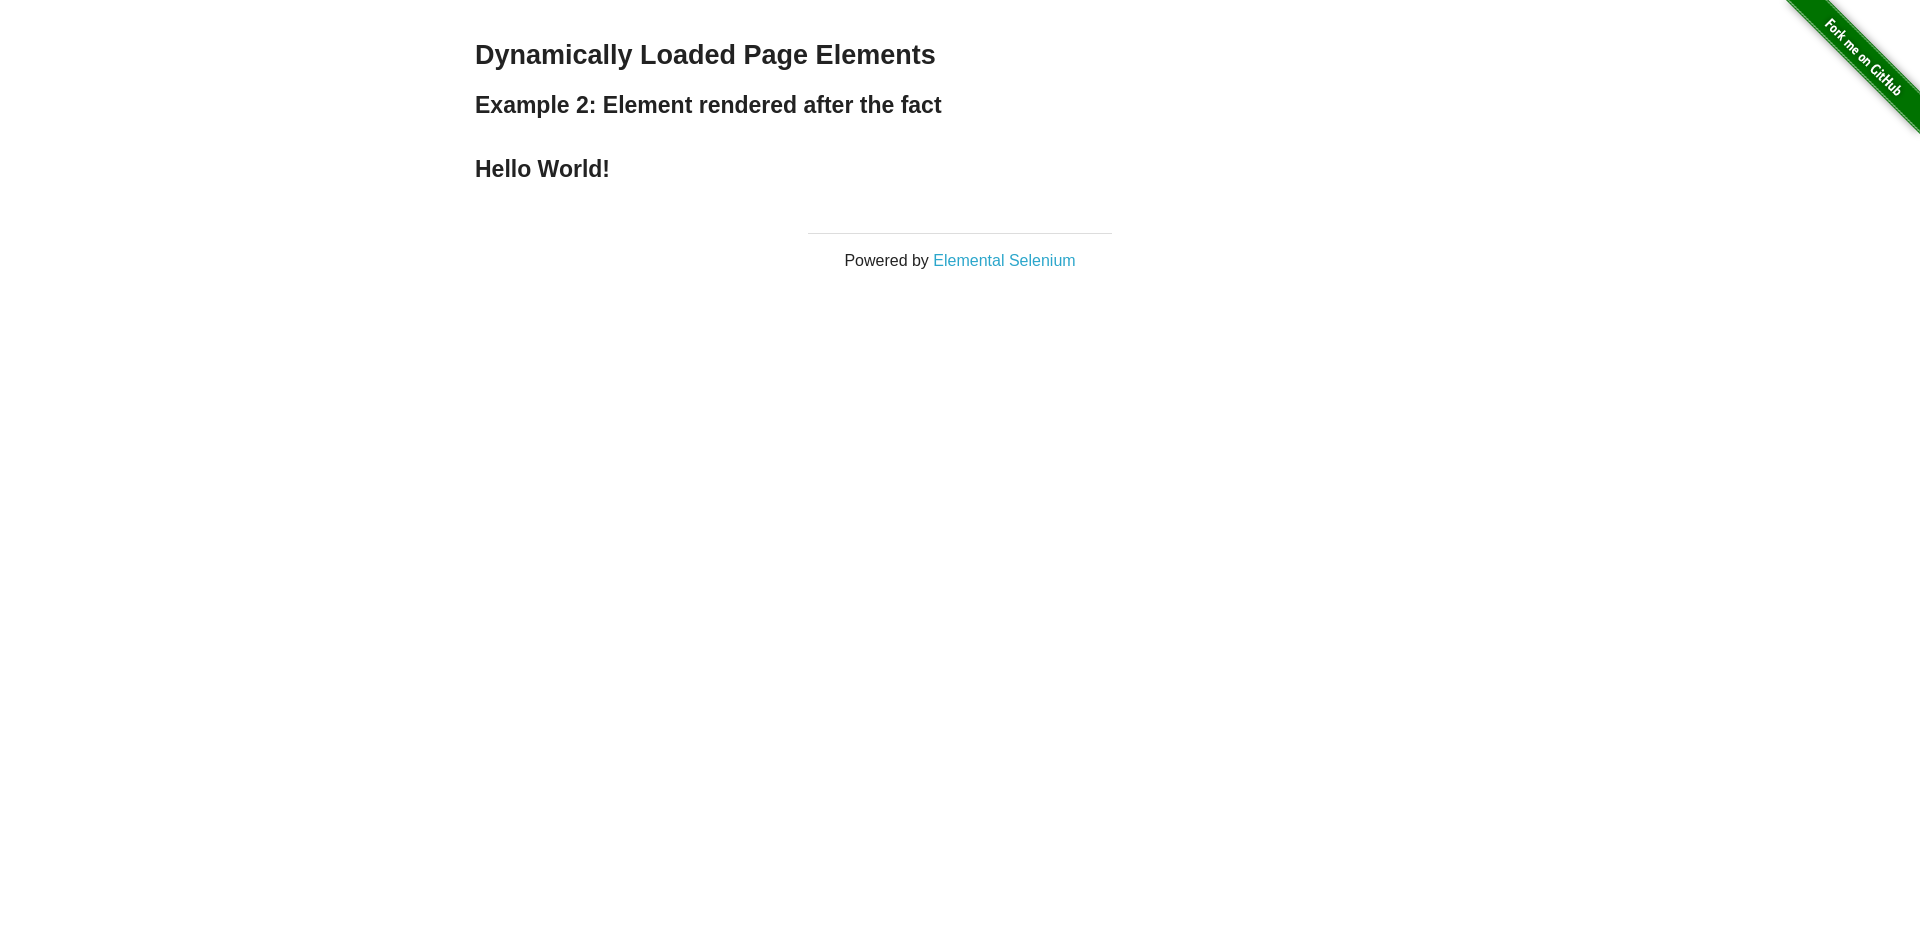 Dynamically Loaded Page Elements
Fork me on GitHub
Example 2: Element rendered after the fact
Hello World!
Powered by Elemental Selenium